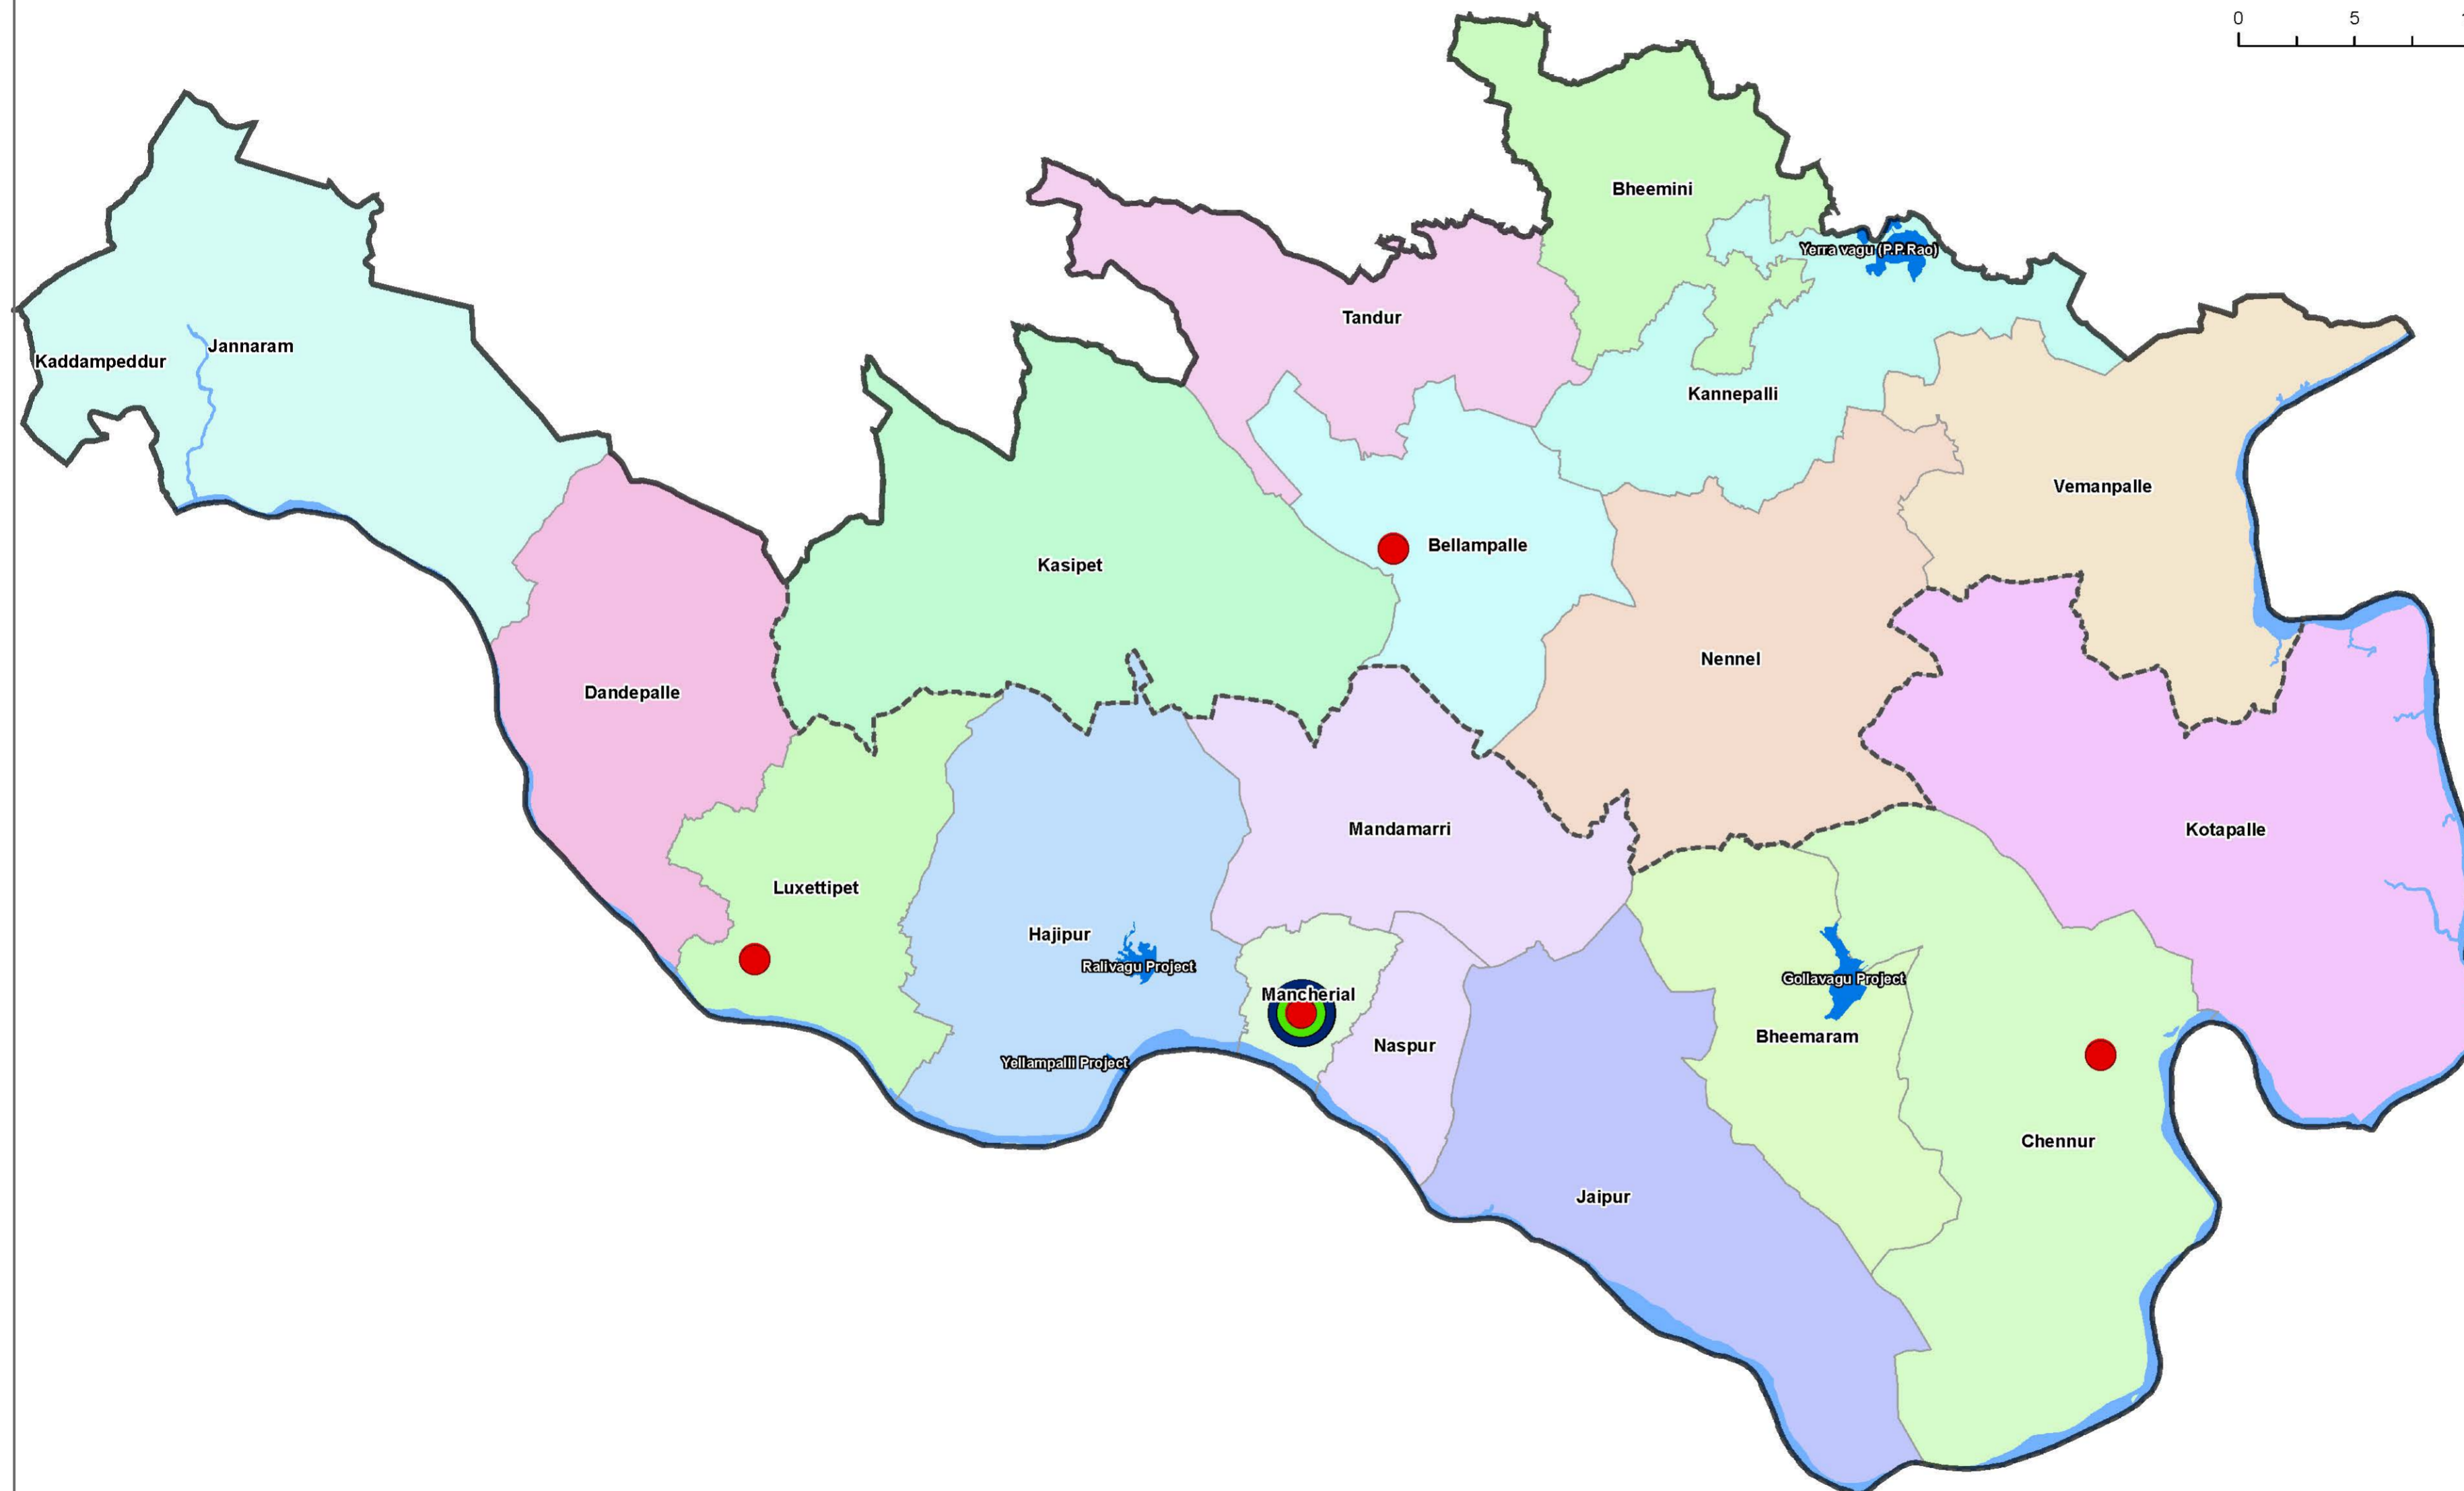 0 5
Bheemini
Yerra vagu (P.P.Rao)
Tandur
Jannaram
Kaddampeddur
Kannepalli
Vemanpalle
Bellampalle
Kasipet
Nennel
Dandepalle
Mandamarri
Kotapalle
Luxettipet
Hajipur
Ralivagu Project
Gollavagu Project
Mancherial
Bheemaram
Naspur
Yellampalli Project
Chennur
Jaipur